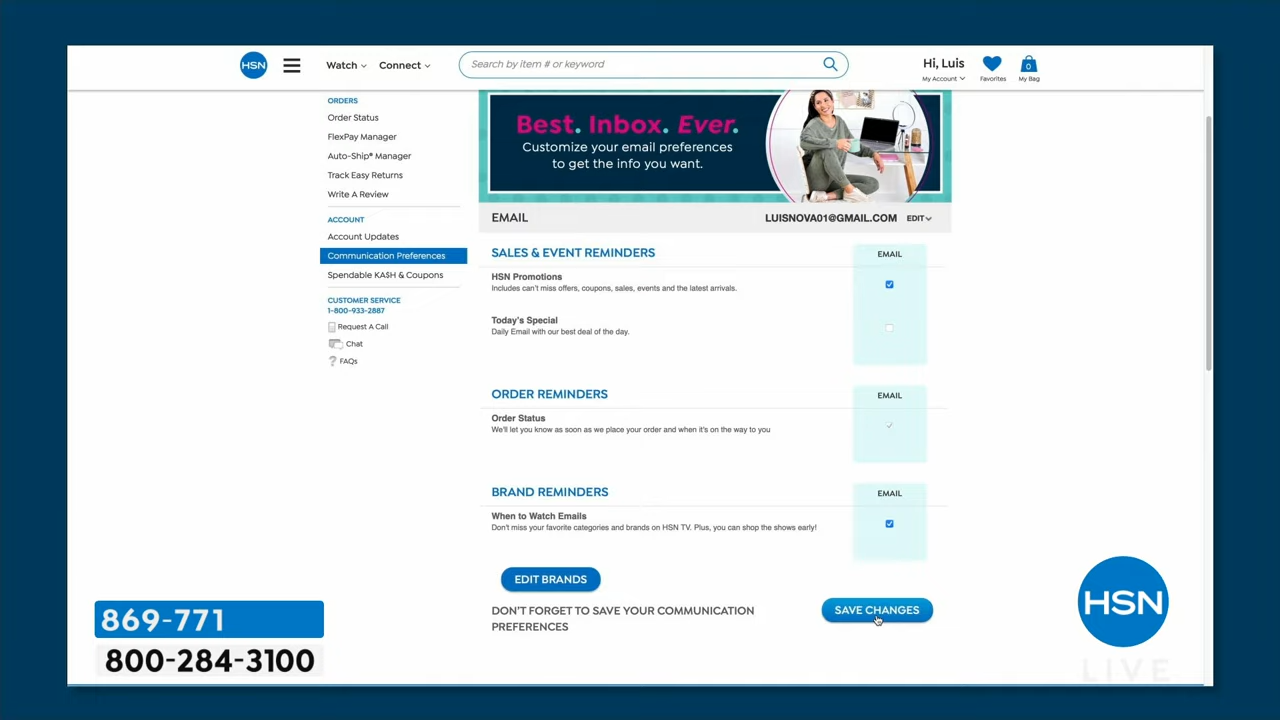 HSN
Watch
Connect
Search by item # or keyword
Hi, Luis
My Account
Favorites
0
My Bag
ORDERS
Order Status
FlexPay Manager
Auto-Ship® Manager
Track Easy Returns
Write A Review
ACCOUNT
Account Updates
Communication Preferences
Spendable KA$H & Coupons
CUSTOMER SERVICE
1-800-933-2887
Request A Call
Chat
FAQs
Best. Inbox. Ever.
Customize your email preferences
to get the info you want.
EMAIL LUISNOVA01@GMAIL.COM EDIT
SALES & EVENT REMINDERS EMAIL
HSN Promotions
Includes can't miss offers, coupons, sales, events and the latest arrivals.
Today's Special
Daily Email with our best deal of the day.
ORDER REMINDERS EMAIL
Order Status
We'll let you know as soon as we place your order and when it's on the way to you
BRAND REMINDERS EMAIL
When to Watch Emails
Don't miss your favorite categories and brands on HSN TV. Plus, you can shop the shows early!
EDIT BRANDS
DON'T FORGET TO SAVE YOUR COMMUNICATION
PREFERENCES
SAVE CHANGES
869-771
800-284-3100
HSN
LIVE